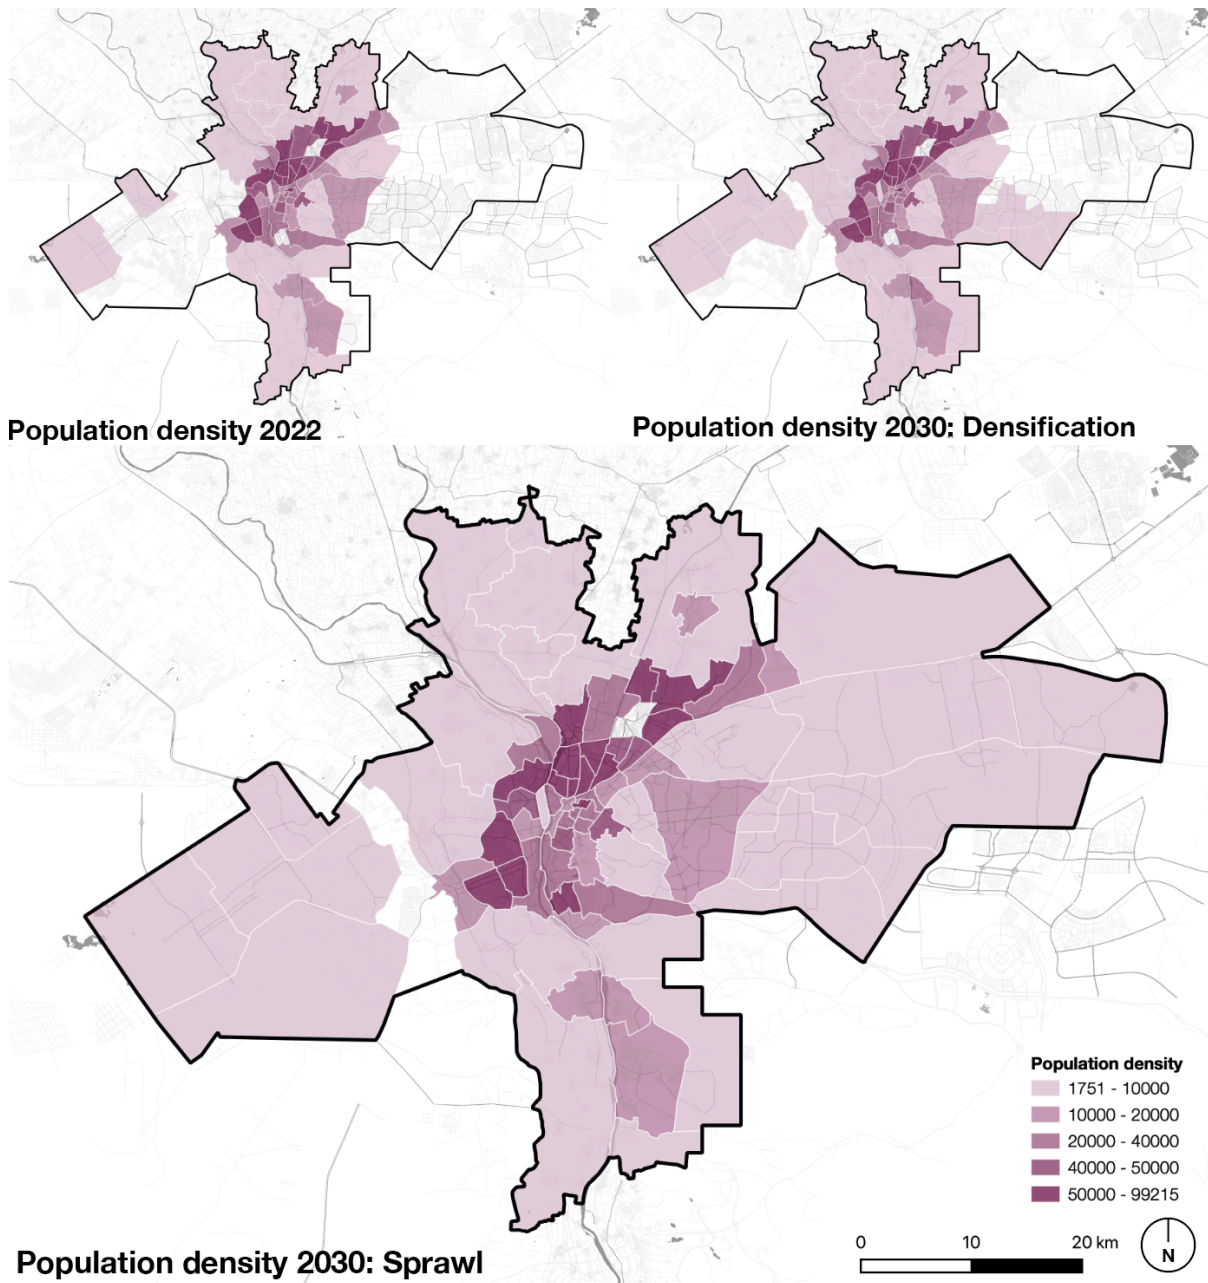 Population density 2022
Population density 2030: Densification
Population density
1751 - 10000
10000 - 20000
20000 - 40000
40000 - 50000
50000 - 99215
Population density 2030: Sprawl
0 10 20 km
N